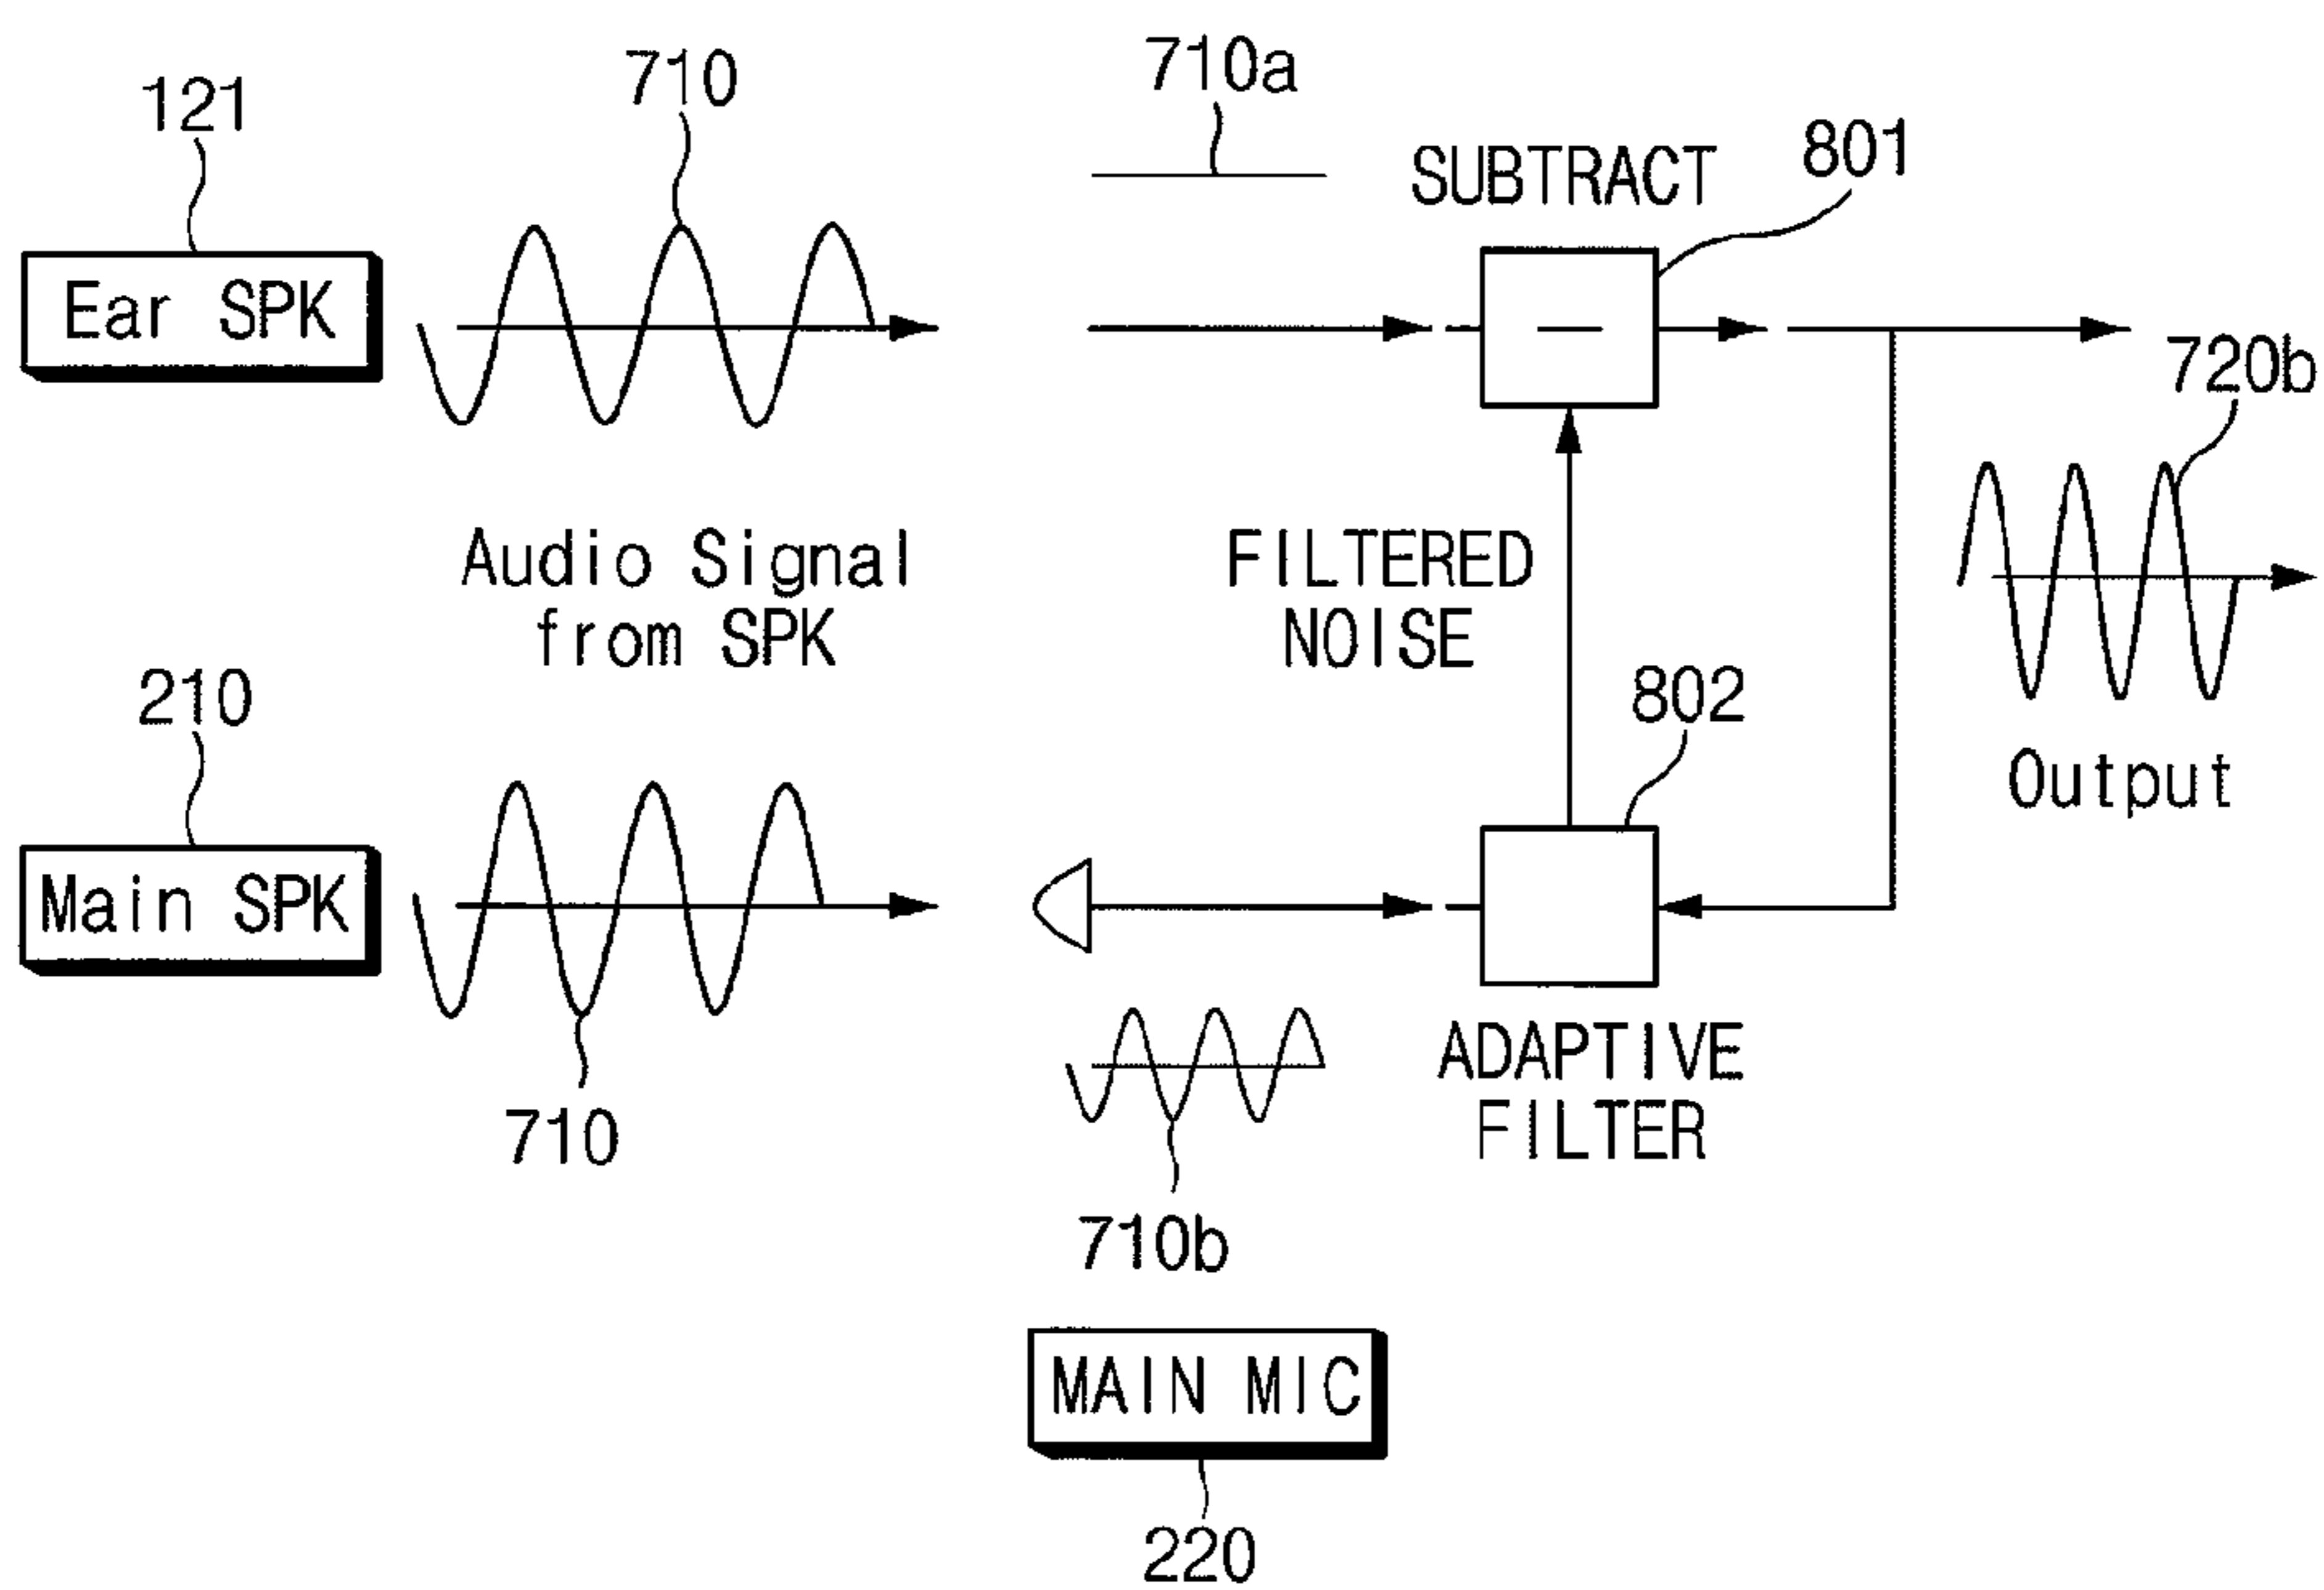 121
710
710a
SUBTRACT
801
Ear SPK
720b
Audio Signal
from SPK
FILTERED
NOISE
210
802
Output
Main SPK
710
710b
ADAPTIVE
FILTER
MAIN MIC
220